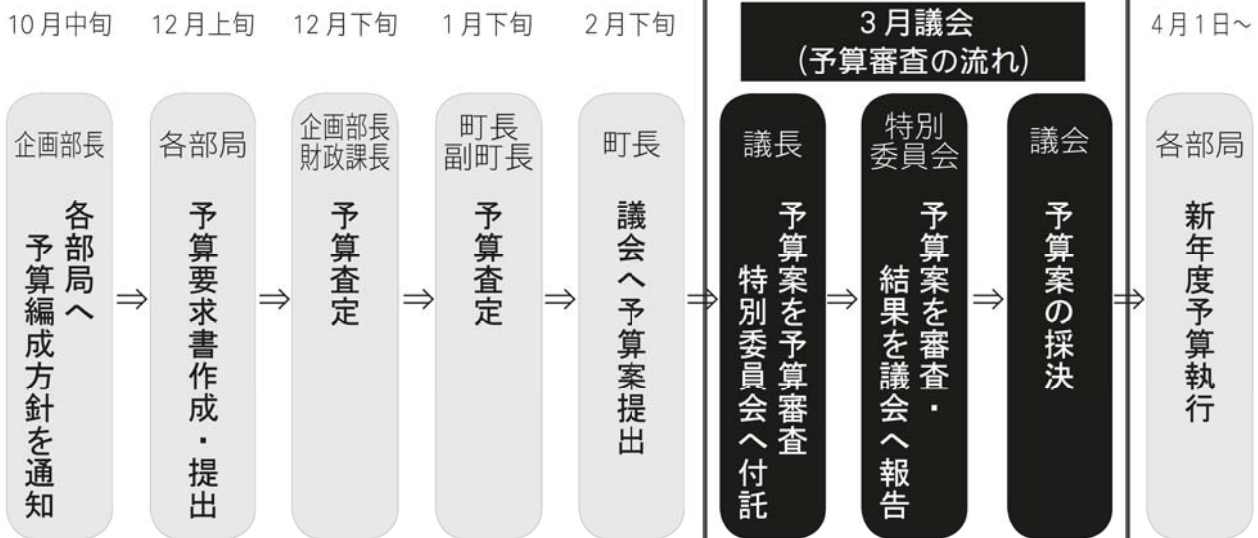 10月中旬
企画部長
各部局へ
予算編成方針を通知
⇒
12月上旬
各部局
予算要求書作成・提出
⇒
12月下旬
企画部長
財政課長
予算査定
⇒
1月下旬
町長
副町長
予算査定
⇒
2月下旬
町長
議会へ予算案提出
⇒
3月議会
(予算審査の流れ)
議長
予算案を予算審査
特別委員会へ付託
⇒
特別
委員会
予算案を審査・
結果を議会へ報告
⇒
議会
予算案の採決
⇒
4月1日~
各部局
新年度予算執行